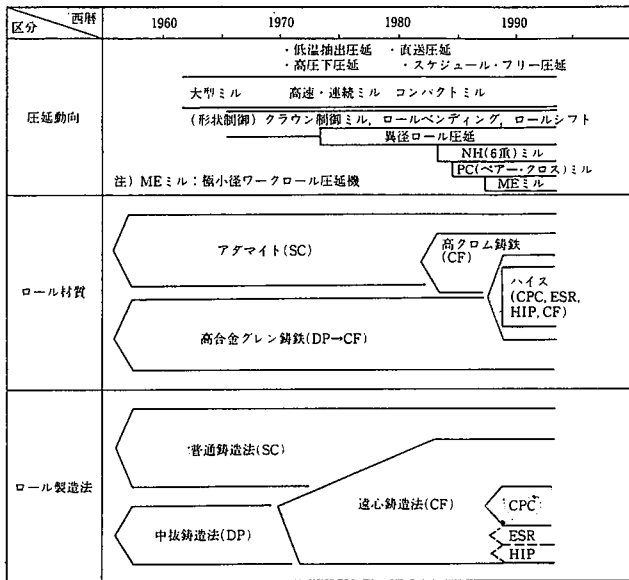 区分 西暦 1960 1970 1980 1990
・低温抽出圧延 ・直送圧延
・高圧下圧延 ・スケジュール・フリー圧延
大型ミル 高速・連続ミル コンパクトミル
圧延動向
(形状制御) クラウン制御ミル, ロールベンディング, ロールシフト
異径ロール圧延
NH(6重)ミル
PC(ペアー・クロス)ミル
MEミル
注) MEミル:極小径ワークロール圧延機
ロール材質
アダマイト(SC)
高クロム鋳鉄
(CF)
ハイス
(CPC, ESR,
HIP, CF)
高合金グレン鋳鉄(DP→CF)
ロール製造法
普通鋳造法(SC)
遠心鋳造法(CF)
中抜鋳造法(DP)
CPC
ESR
HIP